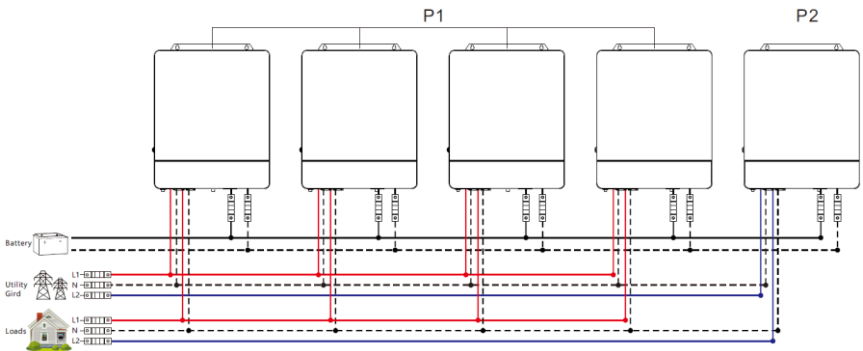 P1 P2
Battery
Utility
Gird
L1
N
L2
Loads
L1
N
L2